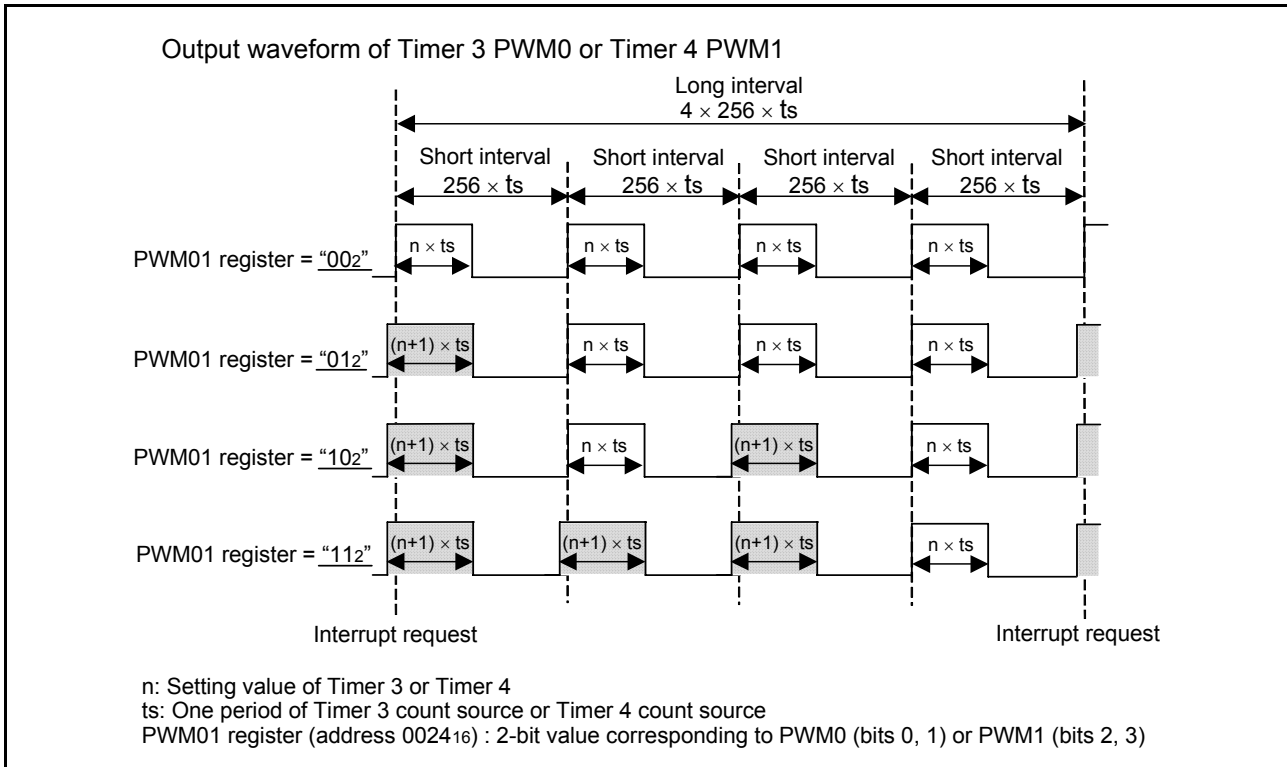 Output waveform of Timer 3 PWM0 or Timer 4 PWM1
Long interval
4 × 256 × ts
Short interval Short interval Short interval Short interval
256 × ts 256 × ts 256 × ts 256 × ts
PWM01 register = “002” n × ts n × ts n × ts n × ts
PWM01 register = “012” (n+1) × ts n × ts n × ts n × ts
PWM01 register = “102” (n+1) × ts n × ts (n+1) × ts n × ts
PWM01 register = “112” (n+1) × ts (n+1) × ts (n+1) × ts n × ts
Interrupt request Interrupt request
n: Setting value of Timer 3 or Timer 4
ts: One period of Timer 3 count source or Timer 4 count source
PWM01 register (address 002416) : 2-bit value corresponding to PWM0 (bits 0, 1) or PWM1 (bits 2, 3)